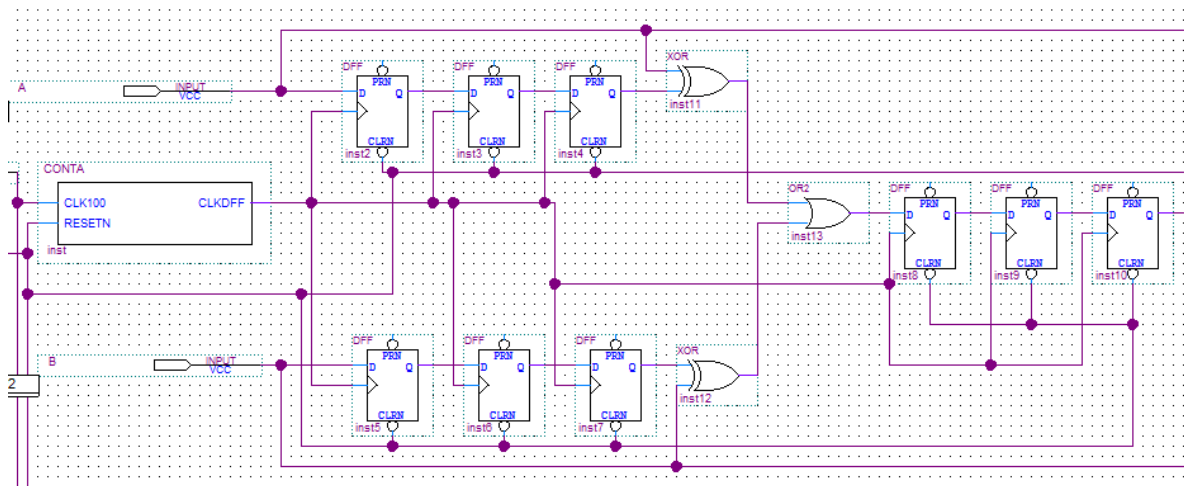 A
INPUT
VCC
DFF
PRN
D
Q
CLRN
inst2
DFF
PRN
D
Q
CLRN
inst3
DFF
PRN
D
Q
CLRN
inst4
XOR
inst11
CONTA
CLK100
CLKDFF
RESETN
inst
OR2
inst13
DFF
PRN
D
Q
CLRN
inst8
DFF
PRN
D
Q
CLRN
inst9
DFF
PRN
D
Q
CLRN
inst10
B
INPUT
VCC
2
DFF
PRN
D
Q
CLRN
inst5
DFF
PRN
D
Q
CLRN
inst6
DFF
PRN
D
Q
CLRN
inst7
XOR
inst12